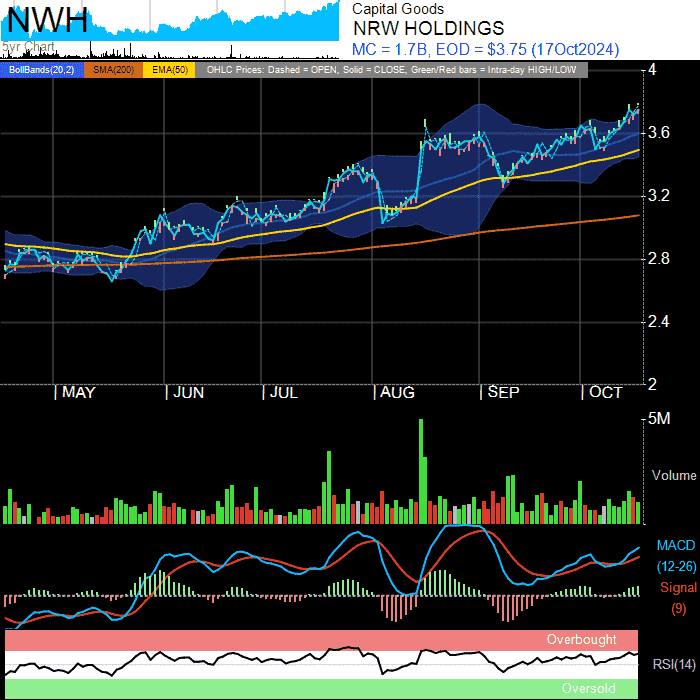 NWH
5yr Chart
Capital Goods
NRW HOLDINGS
MC = 1.7B, EOD = $3.75 (17Oct2024)
BollBands(20,2) SMA(200) EMA(50) OHLC Prices: Dashed = OPEN, Solid = CLOSE, Green/Red bars = Intra-day HIGH/LOW
4
3.6
3.2
2.8
2.4
2
MAY JUN JUL AUG SEP OCT
5M
Volume
MACD
(12-26)
Signal
(9)
Overbought
RSI(14)
Oversold